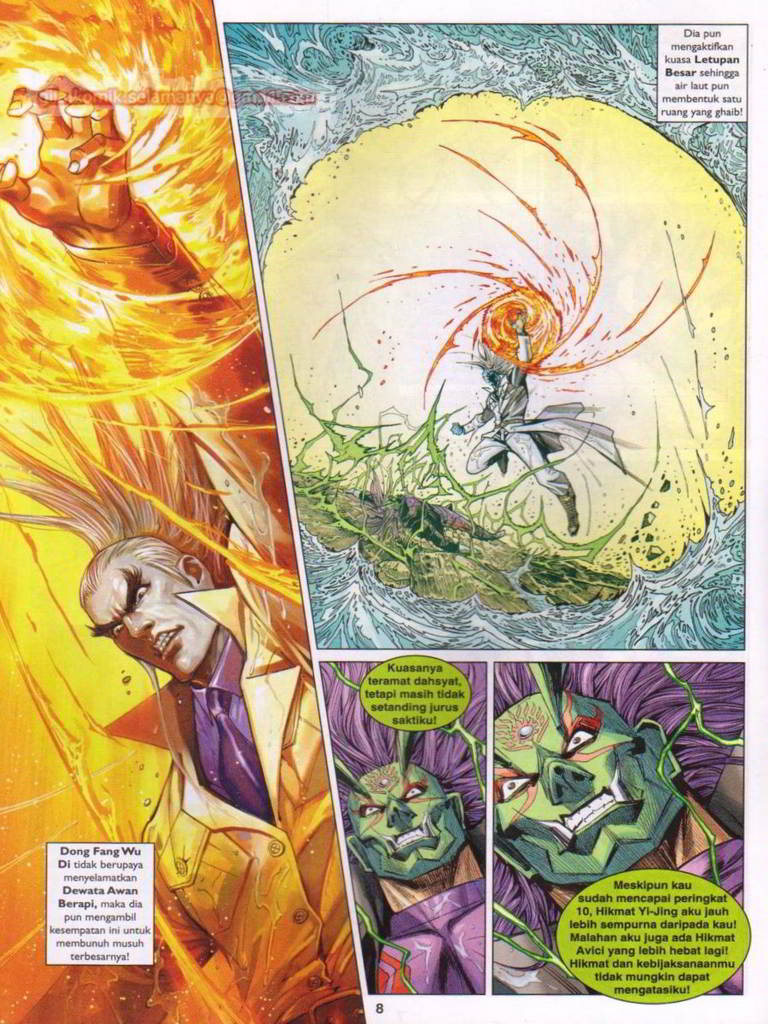 Dia pun
mengaktifkan
kuasa Letupan
Besar sehingga
air laut pun
membentuk satu
ruang yang ghaib!
Dong Fang Wu
Di tidak berupaya
menyelamatkan
Dewata Awan
Berapi, maka dia
pun mengambil
kesempatan ini untuk
membunuh musuh
terbesarnya!
Kuasanya
teramat dahsyat,
tetapi masih tidak
setanding jurus
saktiku!
Meskipun kau
sudah mencapai peringkat
10, Hikmat Yi-Jing aku jauh
lebih sempurna daripada kau!
Malahan aku juga ada Hikmat
Avici yang lebih hebat lagi!
Hikmat dan kebijaksanaanmu
tidak mungkin dapat
mengatasiku!
8